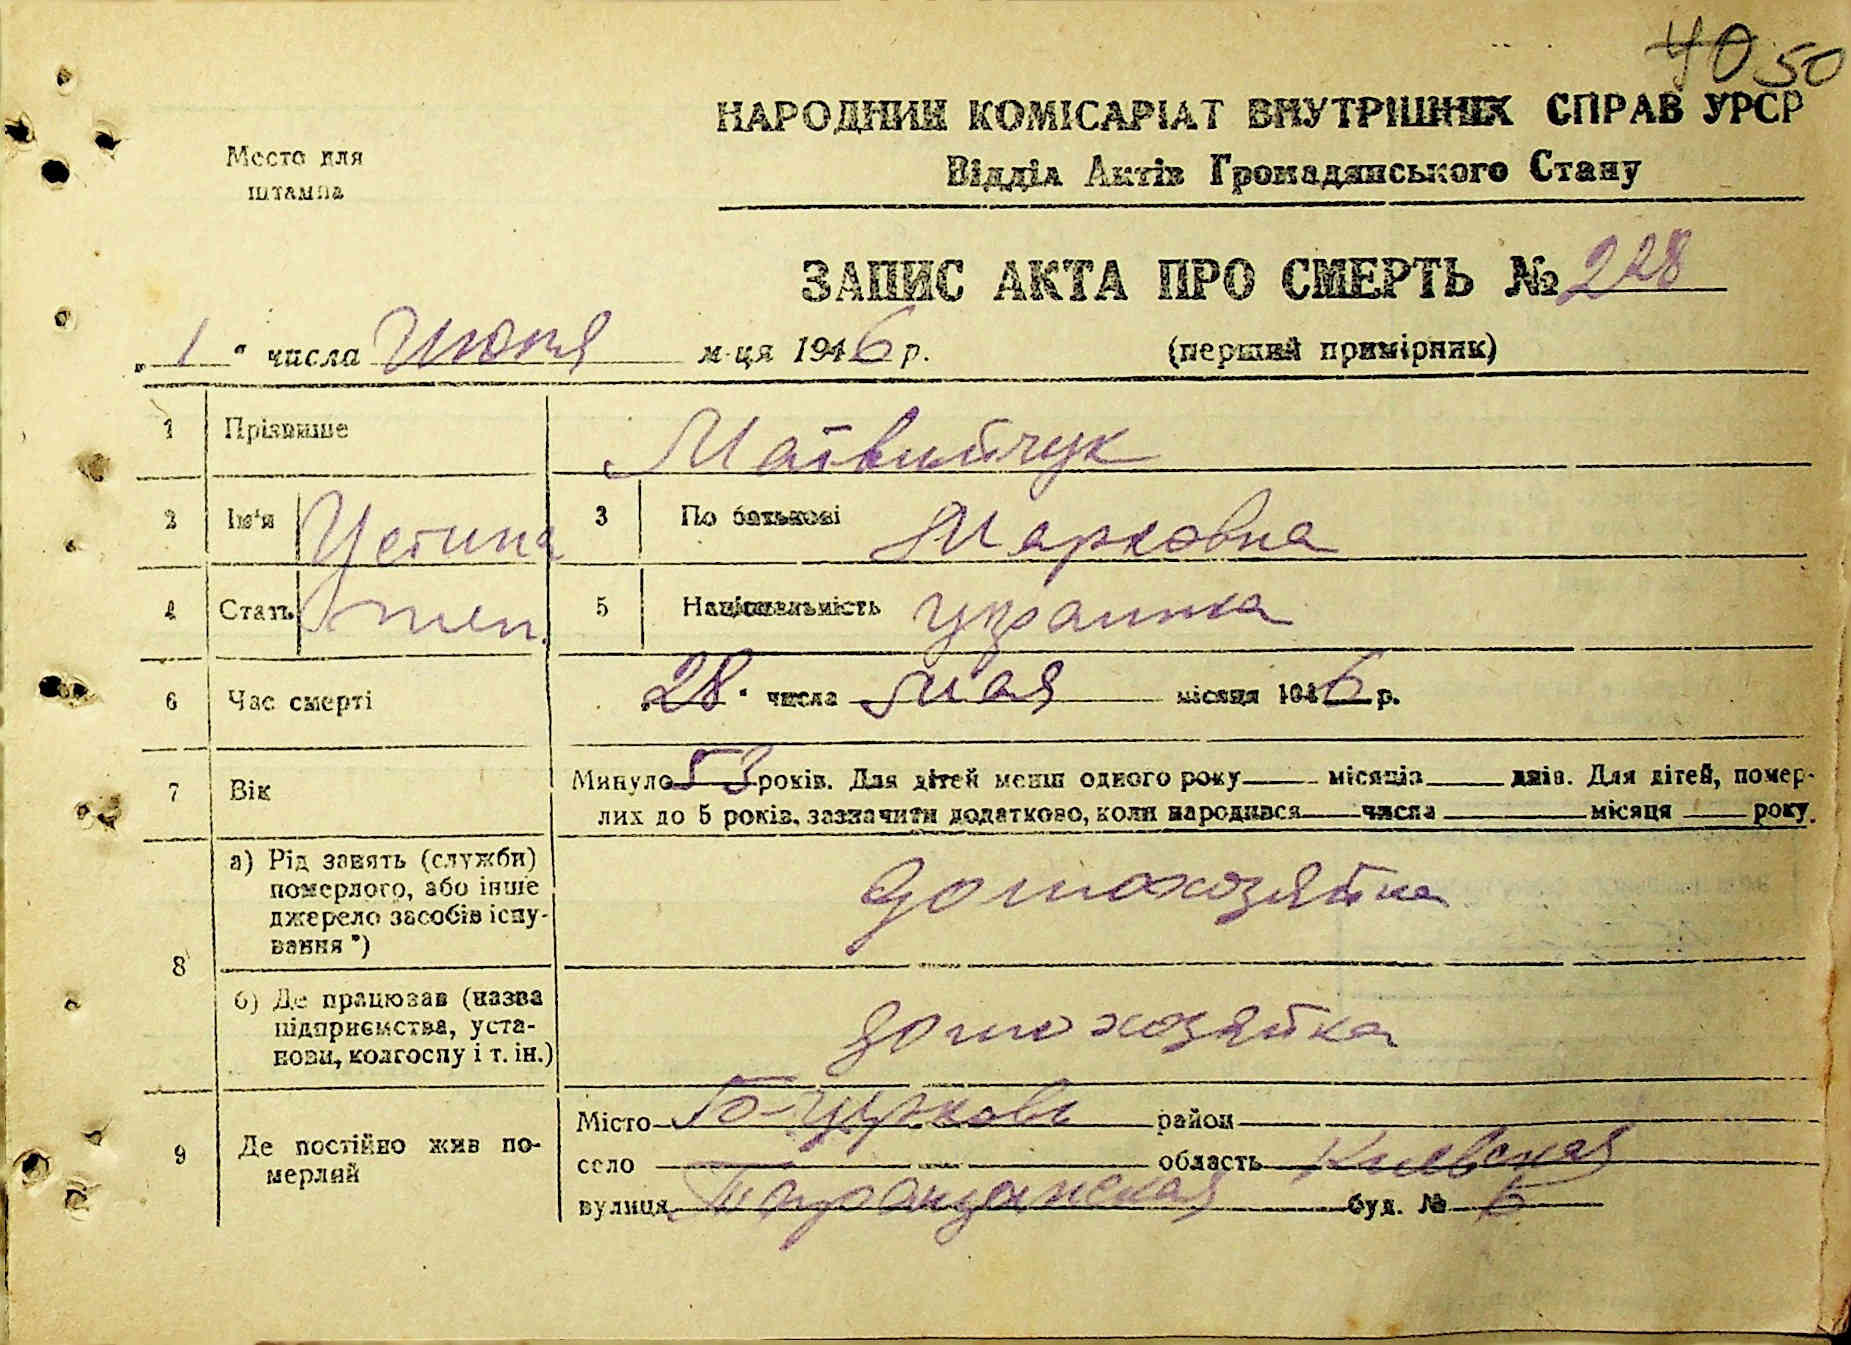 40 50
НАРОДНИЙ КОМІСАРІАТ ВНУТРІШНІХ СПРАВ УРСР
Відділ Актів Громадянського Стану
Место для
штампа
ЗАПИС АКТА ПРО СМЕРТЬ № 228
„1“ числа Июня м-ця 1946 р. (перший примірник)
1 Прізвище Матвийчук
2 Ім'я Устина 3 По батькові Марковна
4 Стать жен. 5 Національність украинка
6 Час смерті „28“ числа мая місяця 1946 р.
7 Вік Минуло 53 років. Для дітей менш одного року місяців днів. Для дітей, помер-
лих до 5 років, зазначити додатково, коли народився числа місяця року.
8 а) Рід занять (служби)
померлого, або інше
джерело засобів існу-
вання *) домохозяйка
б) Де працював (назва
підприємства, уста-
нови, колгоспу і т. ін.) домохозяйка
9 Де постійно жив по-
мерлий
Місто Б-Церковь район
село область Киевская
вулиця Таращанская буд. №